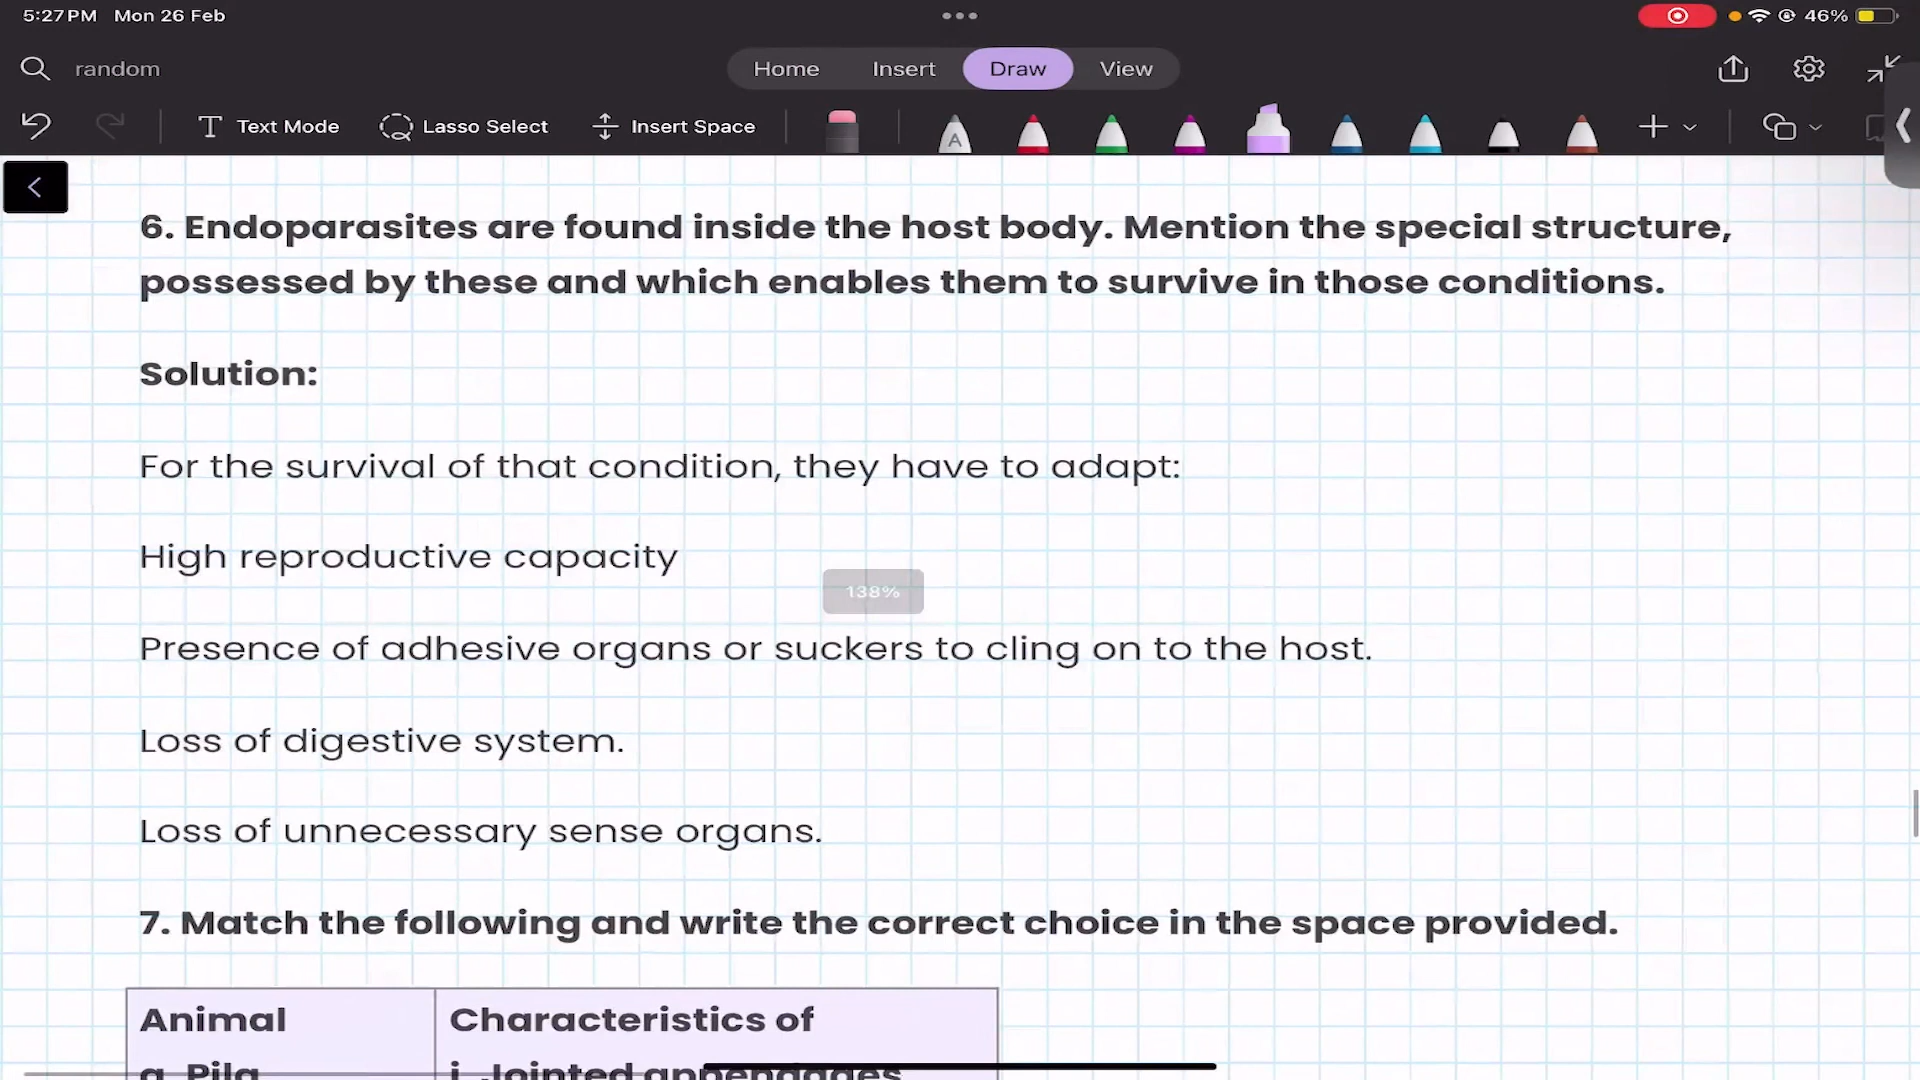 5:27PM Mon 26 Feb
46%
random
Home Insert Draw View
Text Mode Lasso Select Insert Space
A
6. Endoparasites are found inside the host body. Mention the special structure,
possessed by these and which enables them to survive in those conditions.
Solution:
For the survival of that condition, they have to adapt:
High reproductive capacity
138%
Presence of adhesive organs or suckers to cling on to the host.
Loss of digestive system.
Loss of unnecessary sense organs.
7. Match the following and write the correct choice in the space provided.
Animal Characteristics of
a. Pila i. Jointed appendages